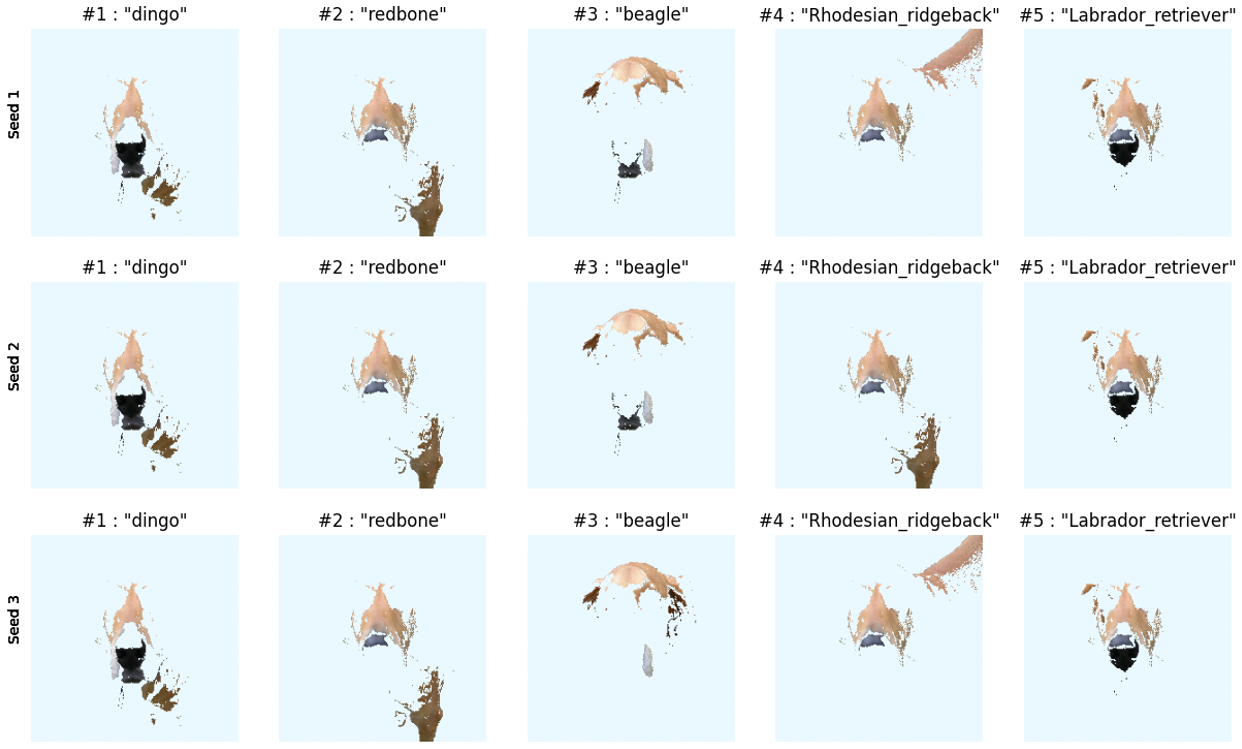 #1 : "dingo" #2 : "redbone" #3 : "beagle" #4 : "Rhodesian_ridgeback" #5 : "Labrador_retriever"
Seed 1
#1 : "dingo" #2 : "redbone" #3 : "beagle" #4 : "Rhodesian_ridgeback" #5 : "Labrador_retriever"
Seed 2
#1 : "dingo" #2 : "redbone" #3 : "beagle" #4 : "Rhodesian_ridgeback" #5 : "Labrador_retriever"
Seed 3